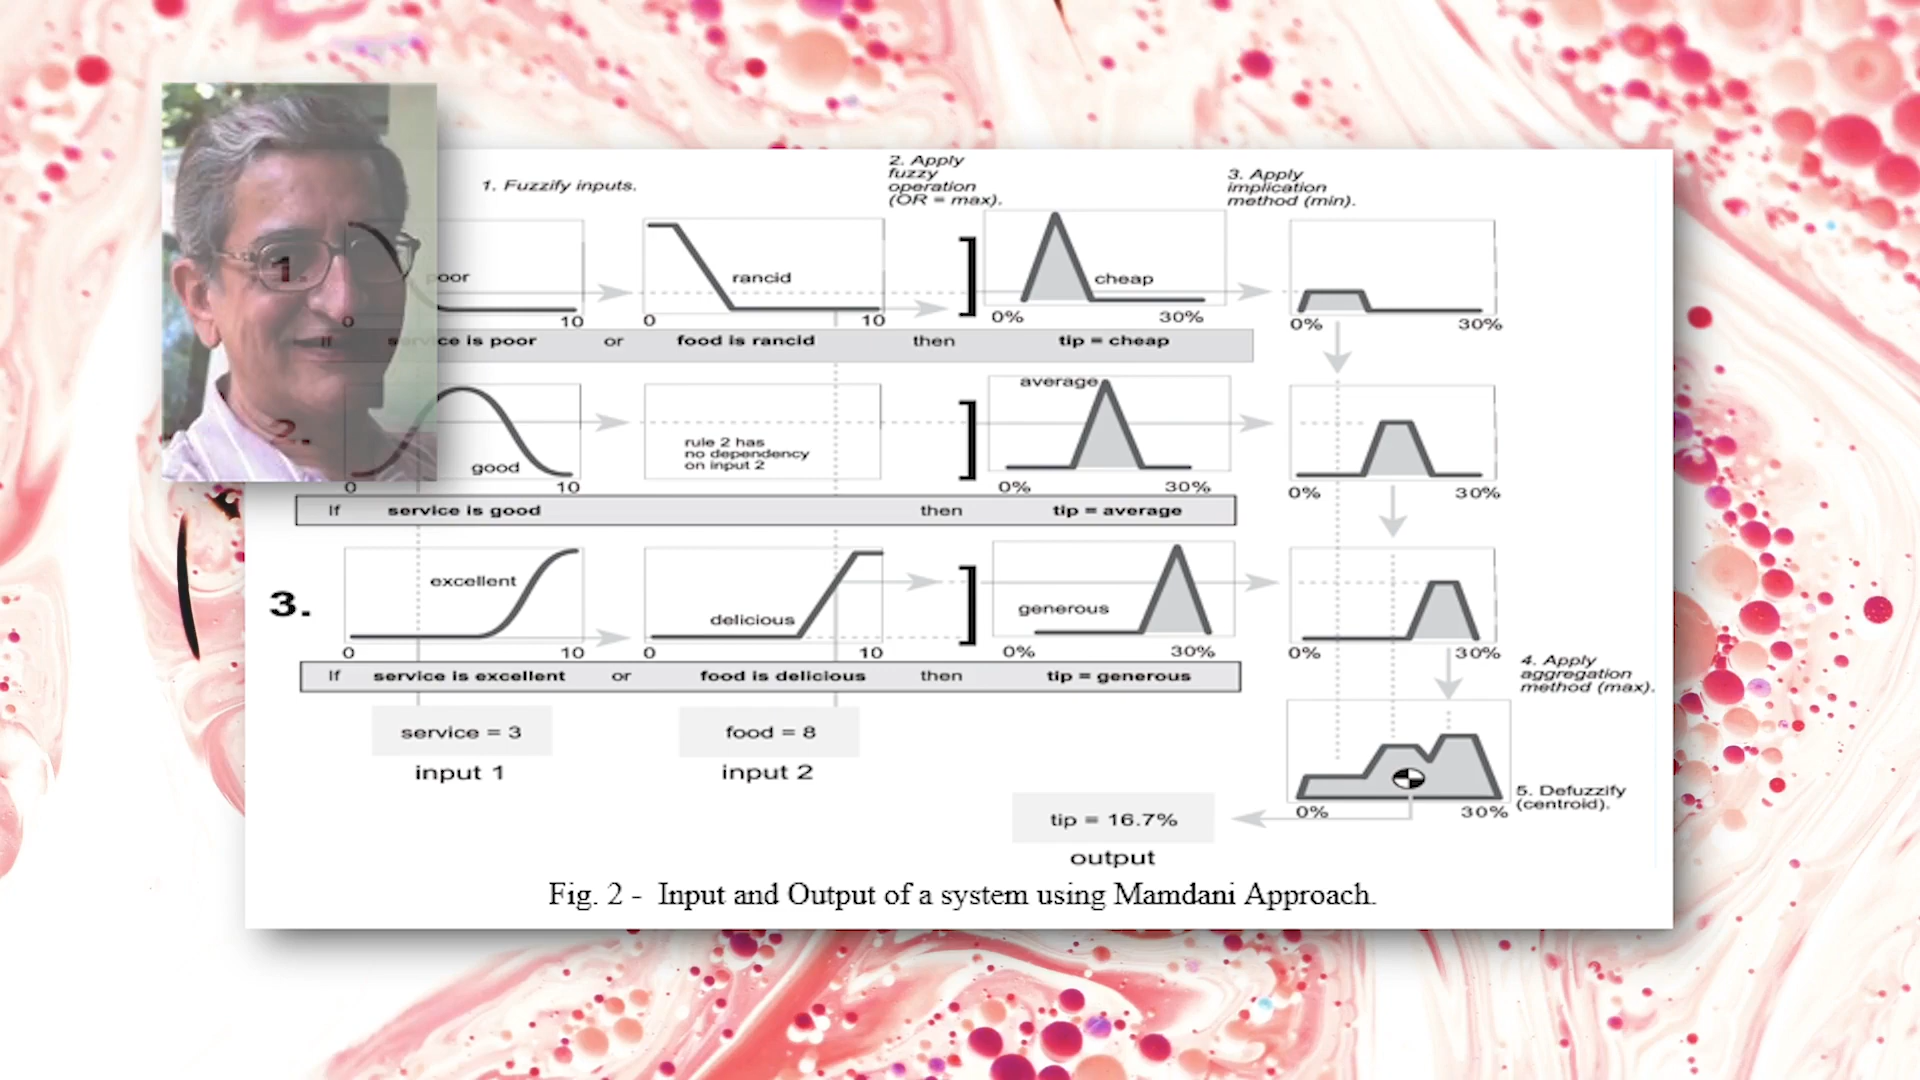 1. Fuzzify inputs.
2. Apply
fuzzy
operation
(OR = max).
3. Apply
implication
method (min).
1.
poor
rancid
cheap
0 10
0 10
0% 30%
0% 30%
If service is poor or food is rancid then tip = cheap
2.
good
rule 2 has
no dependency
on input 2
average
0 10
0% 30%
0% 30%
If service is good then tip = average
3.
excellent
delicious
generous
0 10
0 10
0% 30%
0% 30%
If service is excellent or food is delicious then tip = generous
4. Apply
aggregation
method (max).
service = 3
input 1
food = 8
input 2
0% 30%
5. Defuzzify
(centroid).
tip = 16.7%
output
Fig. 2 - Input and Output of a system using Mamdani Approach.